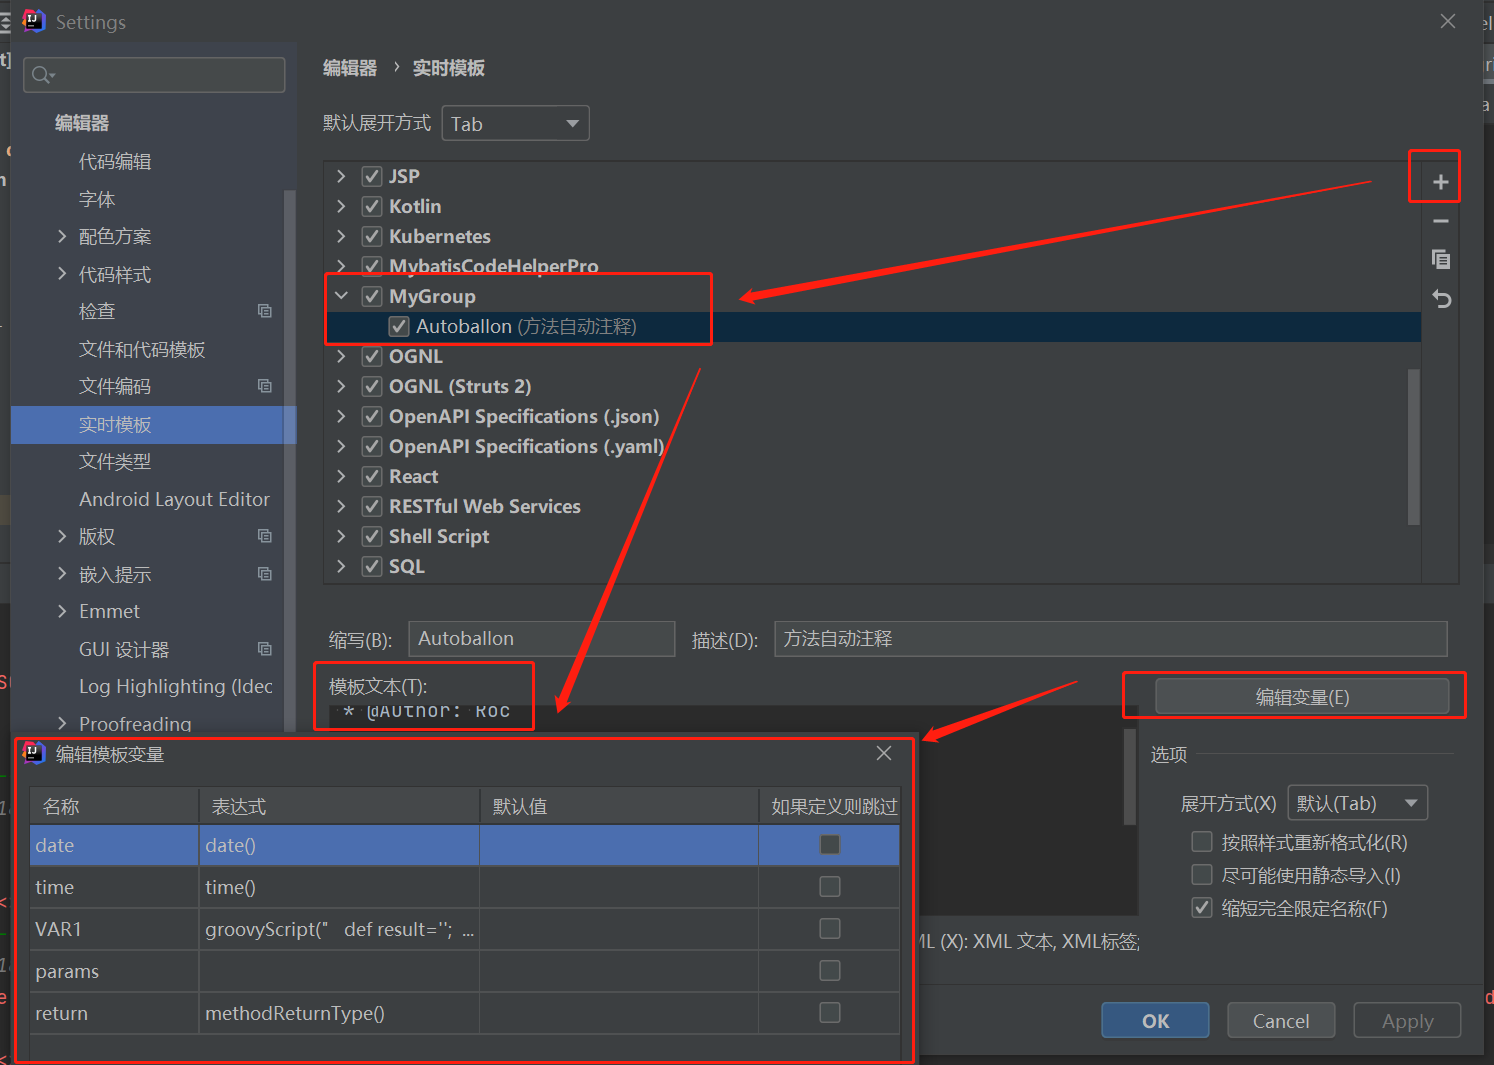 Settings
编辑器 › 实时模板
默认展开方式 Tab
编辑器
代码编辑
字体
配色方案
代码样式
检查
文件和代码模板
文件编码
实时模板
文件类型
Android Layout Editor
版权
嵌入提示
Emmet
GUI 设计器
Log Highlighting (Idec
Proofreading
JSP
Kotlin
Kubernetes
MybatisCodeHelperPro
MyGroup
Autoballon (方法自动注释)
OGNL
OGNL (Struts 2)
OpenAPI Specifications (.json)
OpenAPI Specifications (.yaml)
React
RESTful Web Services
Shell Script
SQL
缩写(B): Autoballon 描述(D): 方法自动注释
模板文本(T):
* @Author: Roc
编辑变量(E)
选项
展开方式(X) 默认(Tab)
按照样式重新格式化(R)
尽可能使用静态导入(I)
缩短完全限定名称(F)
ML (X): XML 文本, XML标签;
编辑模板变量
名称 表达式 默认值 如果定义则跳过
date date()
time time()
VAR1 groovyScript(" def result=''; ...
params
return methodReturnType()
OK Cancel Apply